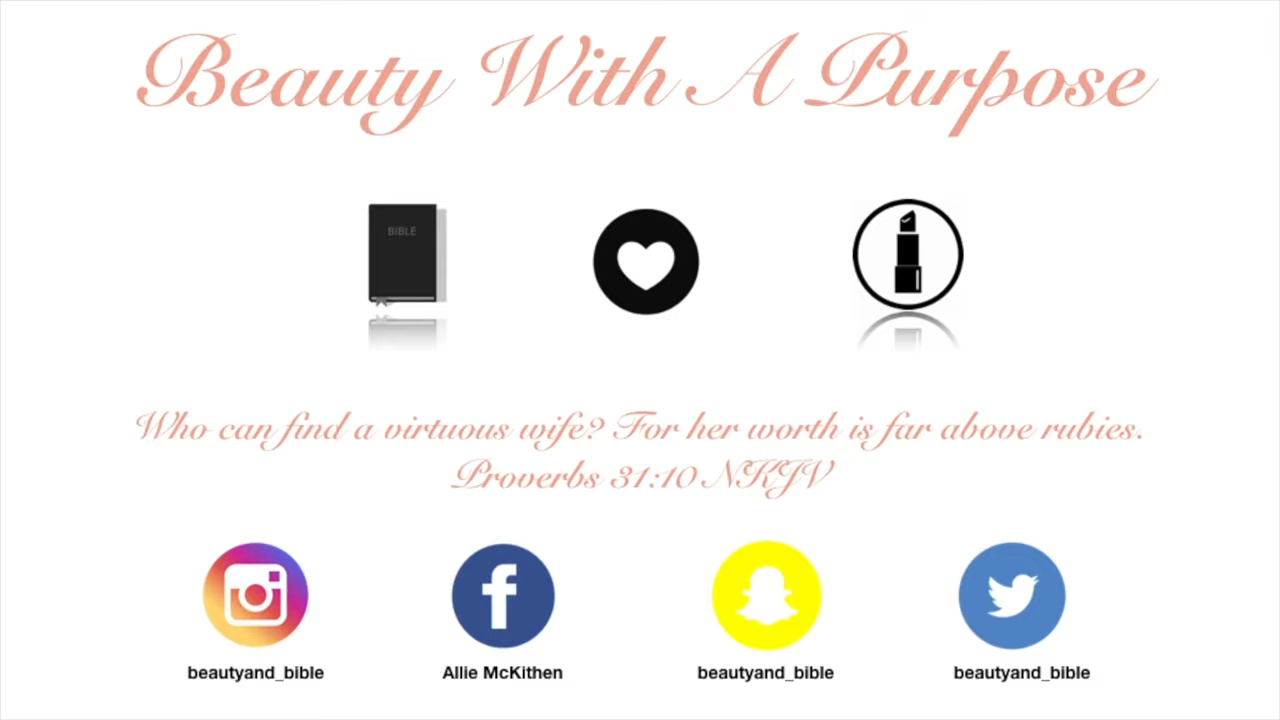 Beauty With A Purpose
BIBLE
Who can find a virtuous wife? For her worth is far above rubies.
Proverbs 31:10 NKJV
beautyand_bible
Allie McKithen
beautyand_bible
beautyand_bible